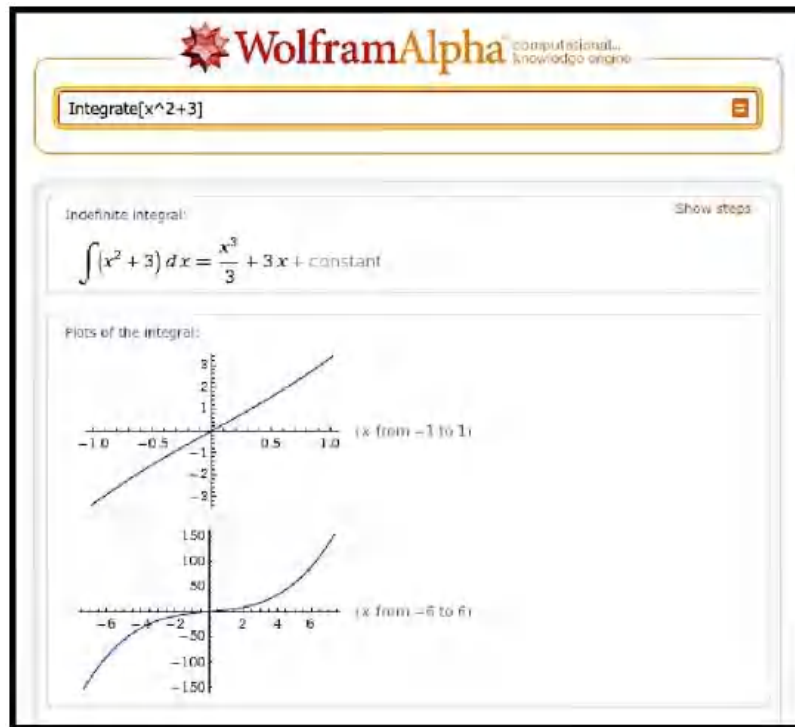 WolframAlpha computational... knowledge engine
Integrate[x^2+3]
Indefinite integral:
Show steps
∫(x² + 3) dx = x³/3 + 3 x + constant
Plots of the integral:
3
2
1
-1.0 -0.5 0.5 1.0
(x from -1 to 1)
-1
-2
-3
150
100
50
-6 -4 -2 2 4 6
(x from -6 to 6)
-50
-100
-150